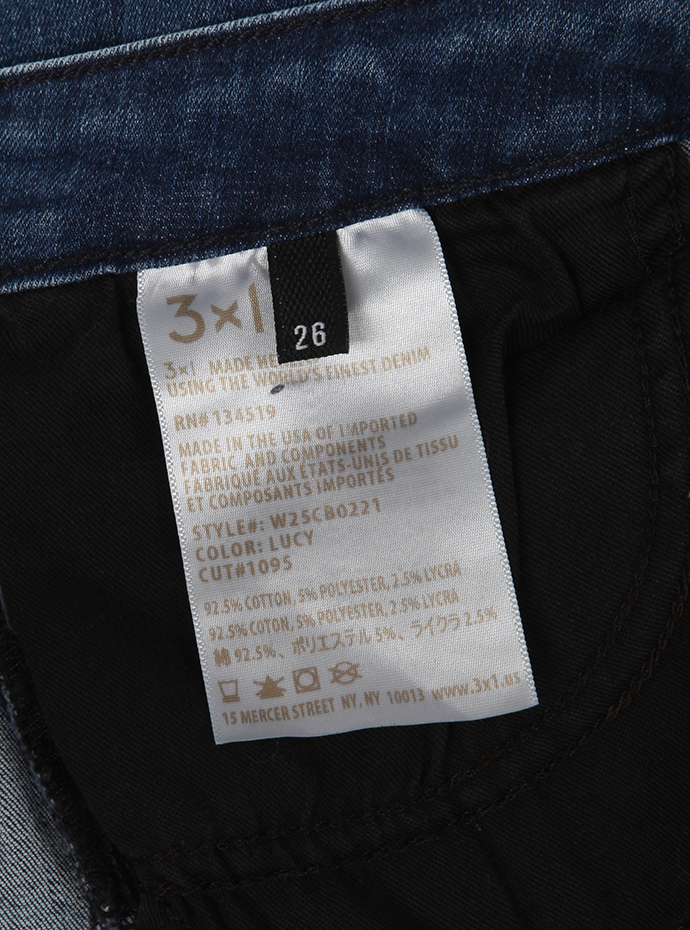 3×1
26
3×1 MADE
USING THE WORLD'S FINEST DENIM
RN# 134519
MADE IN THE USA OF IMPORTED
FABRIC AND COMPONENTS
FABRIQUÉ AUX ÉTATS-UNIS DE TISSU
ET COMPOSANTS IMPORTÉS
STYLE#: W25CB0221
COLOR: LUCY
CUT#1095
92.5% COTTON, 5% POLYESTER, 2.5% LYCRA
92.5% COTON, 5% POLYESTER, 2.5% LYCRA
綿 92.5%、ポリエステル 5%、ライクラ 2.5%
15 MERCER STREET NY, NY 10013 www.3x1.us